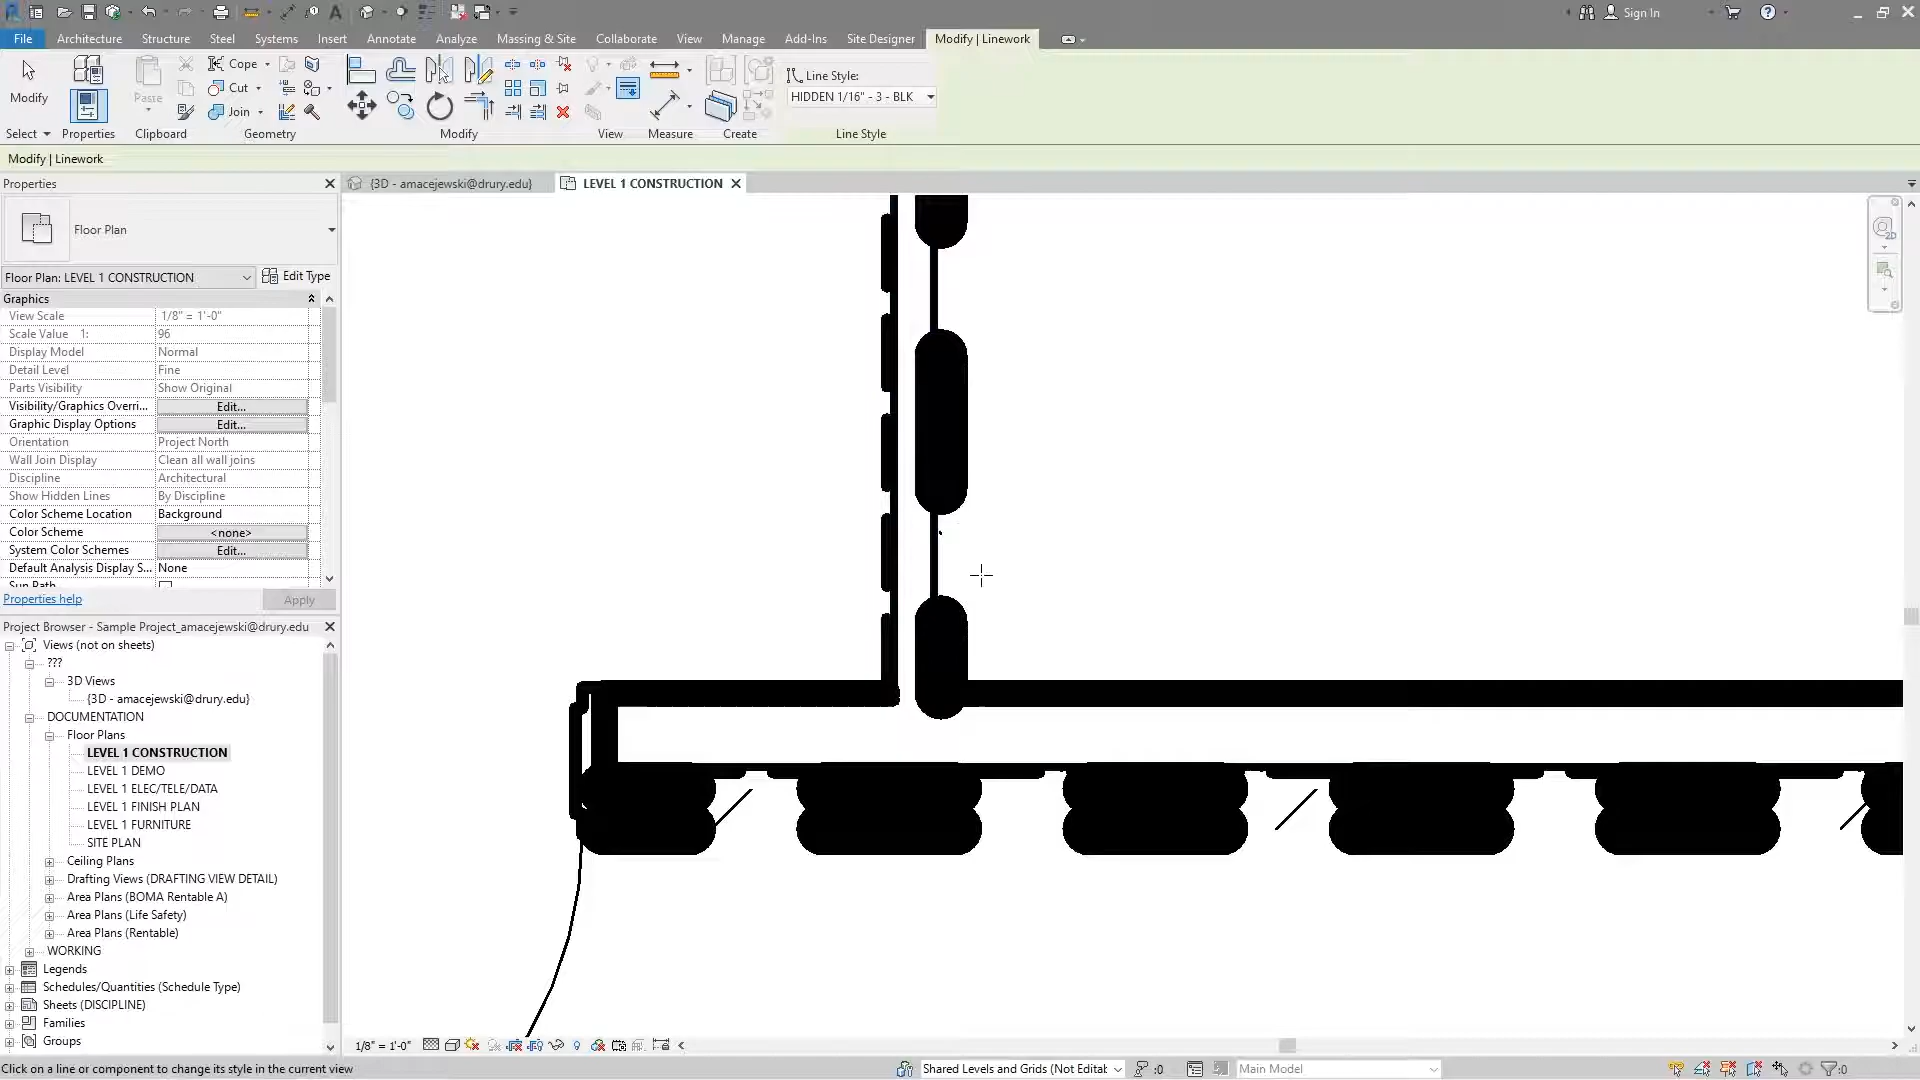 Sign In
File Architecture Structure Steel Systems Insert Annotate Analyze Massing & Site Collaborate View Manage Add-Ins Site Designer Modify | Linework
Modify
Paste
Cope
Cut
Join
Line Style:
HIDDEN 1/16" - 3 - BLK
Select Properties Clipboard Geometry Modify View Measure Create Line Style
Modify | Linework
Properties
{3D - amacejewski@drury.edu}
LEVEL 1 CONSTRUCTION
Floor Plan
Floor Plan: LEVEL 1 CONSTRUCTION
Edit Type
Graphics
View Scale 1/8" = 1'-0"
Scale Value 1: 96
Display Model Normal
Detail Level Fine
Parts Visibility Show Original
Visibility/Graphics Overri... Edit...
Graphic Display Options Edit...
Orientation Project North
Wall Join Display Clean all wall joins
Discipline Architectural
Show Hidden Lines By Discipline
Color Scheme Location Background
Color Scheme <none>
System Color Schemes Edit...
Default Analysis Display S... None
Sun Path
Properties help
Apply
Project Browser - Sample Project_amacejewski@drury.edu
Views (not on sheets)
???
3D Views
{3D - amacejewski@drury.edu}
DOCUMENTATION
Floor Plans
LEVEL 1 CONSTRUCTION
LEVEL 1 DEMO
LEVEL 1 ELEC/TELE/DATA
LEVEL 1 FINISH PLAN
LEVEL 1 FURNITURE
SITE PLAN
Ceiling Plans
Drafting Views (DRAFTING VIEW DETAIL)
Area Plans (BOMA Rentable A)
Area Plans (Life Safety)
Area Plans (Rentable)
WORKING
Legends
Schedules/Quantities (Schedule Type)
Sheets (DISCIPLINE)
Families
Groups
2D
1/8" = 1'-0"
Click on a line or component to change its style in the current view
Shared Levels and Grids (Not Editab
:0
Main Model
:0